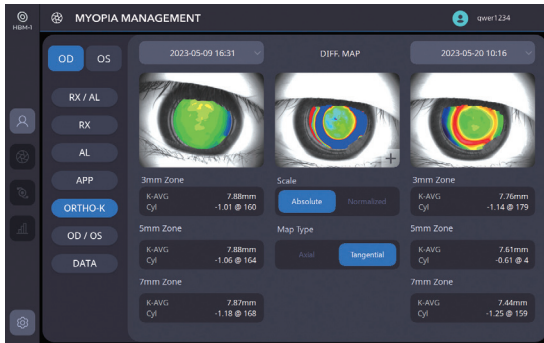 HBM-1
MYOPIA MANAGEMENT
qwer1234
OD
OS
RX / AL
RX
AL
APP
ORTHO-K
OD / OS
DATA
2023-05-09 16:31
DIFF. MAP
2023-05-20 10:16
3mm Zone
K-AVG 7.88mm
Cyl -1.01 @ 160
5mm Zone
K-AVG 7.88mm
Cyl -1.06 @ 164
7mm Zone
K-AVG 7.87mm
Cyl -1.18 @ 168
Scale
Absolute
Normalized
Map Type
Axial
Tangential
3mm Zone
K-AVG 7.76mm
Cyl -1.14 @ 179
5mm Zone
K-AVG 7.61mm
Cyl -0.61 @ 4
7mm Zone
K-AVG 7.44mm
Cyl -1.25 @ 159